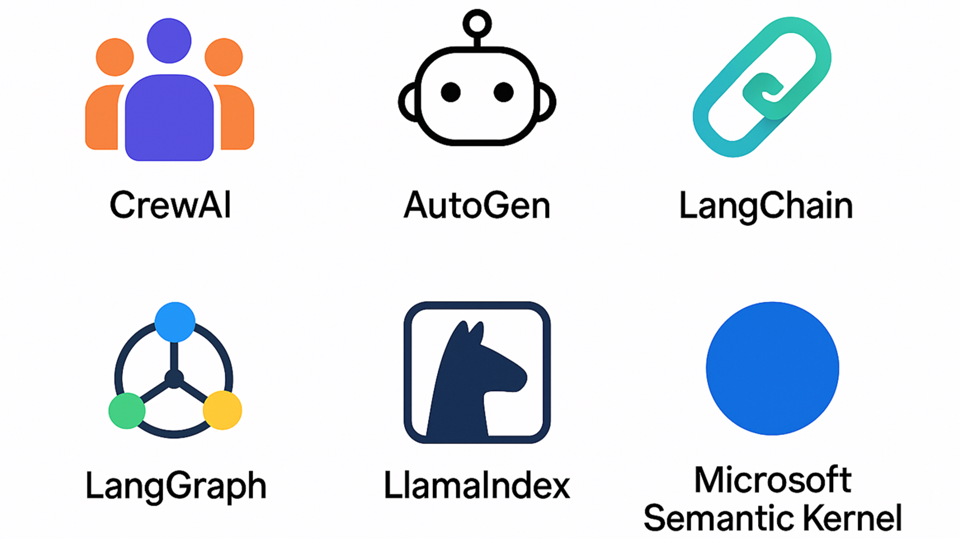 CrewAI
AutoGen
LangChain
LangGraph
LlamaIndex
Microsoft
Semantic Kernel